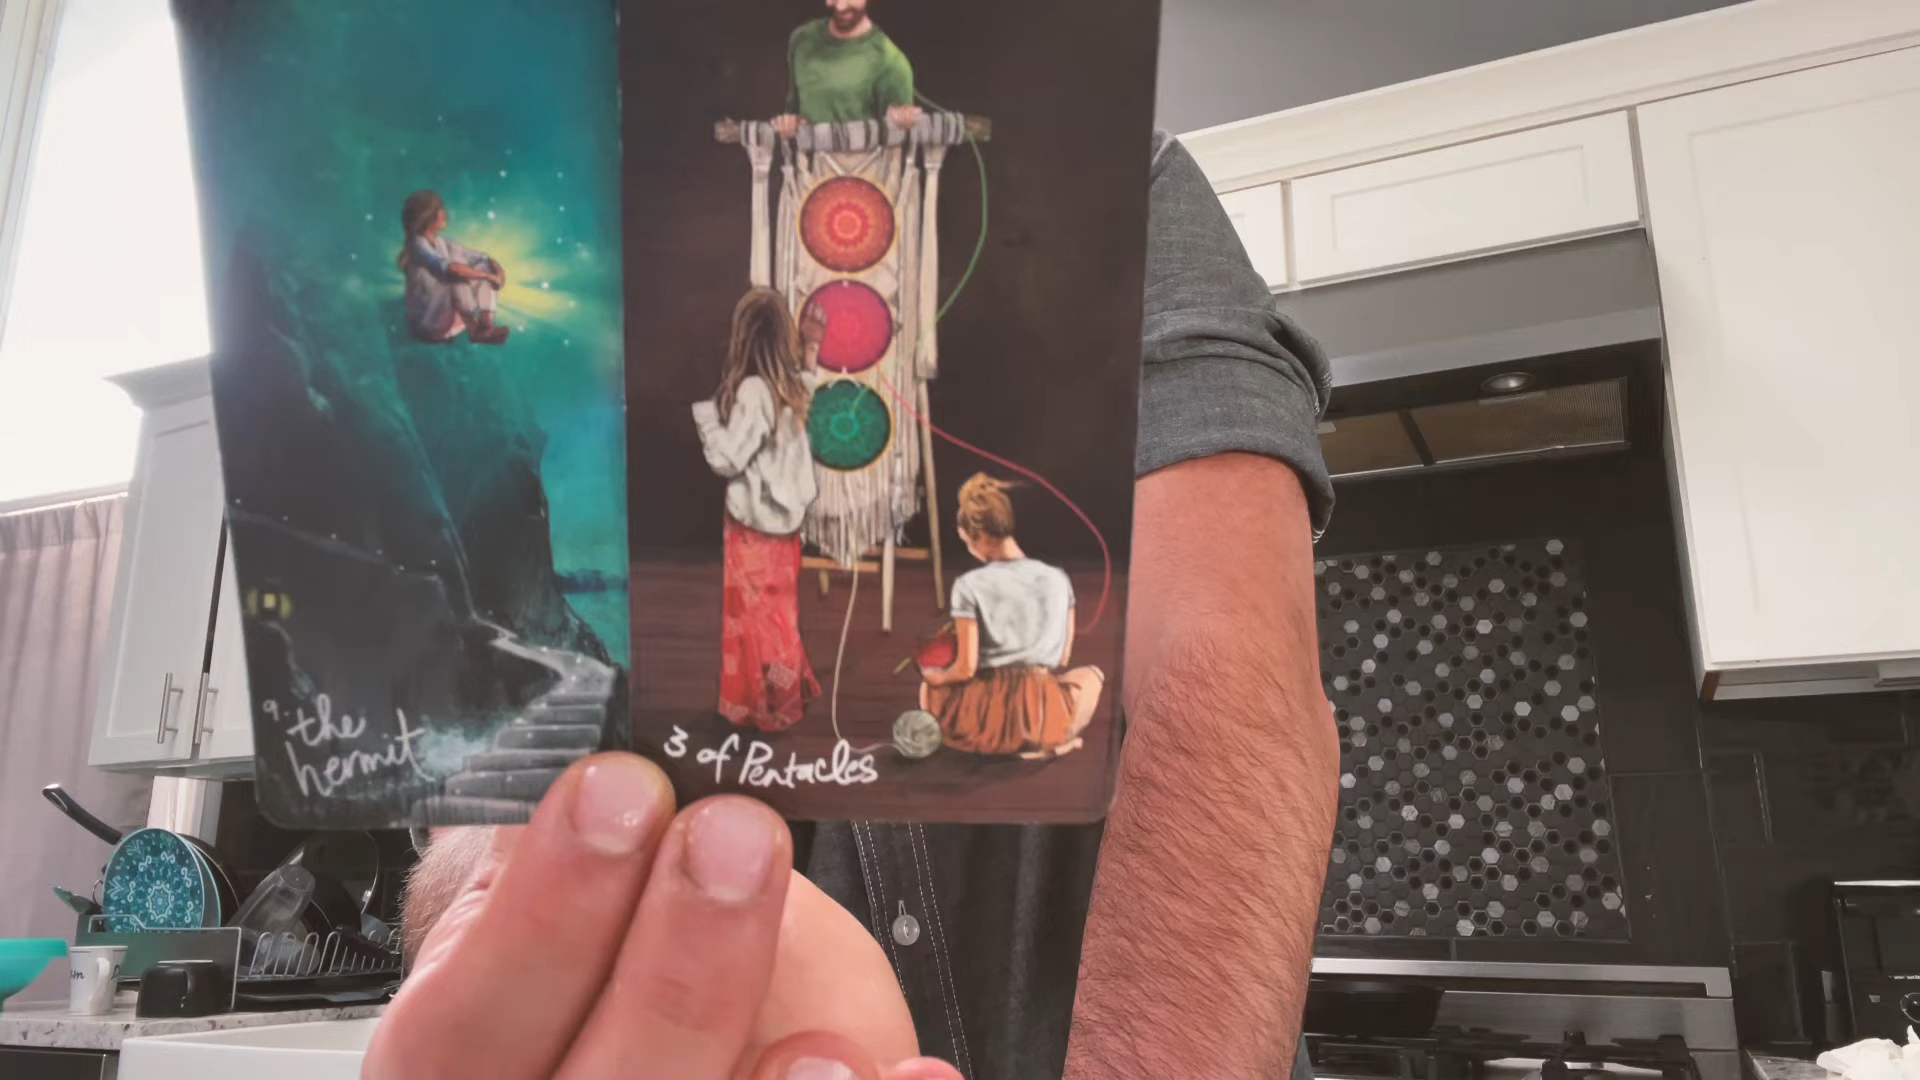 9. the
hermit
3 of Pentacles